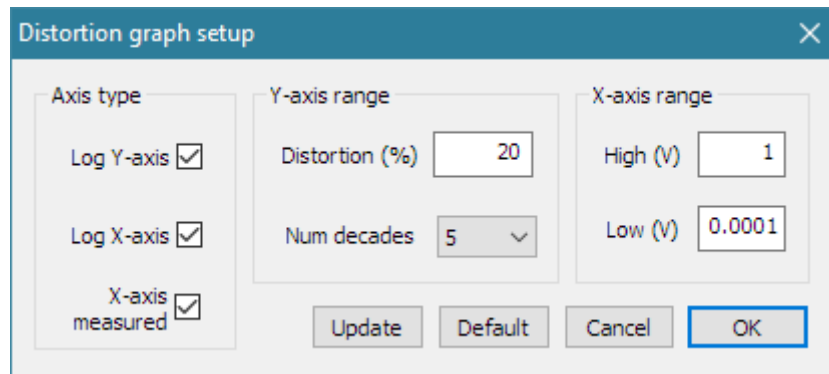 Distortion graph setup
Axis type
Log Y-axis
Log X-axis
X-axis
measured
Y-axis range
Distortion (%) 20
Num decades 5
X-axis range
High (V) 1
Low (V) 0.0001
Update Default Cancel OK